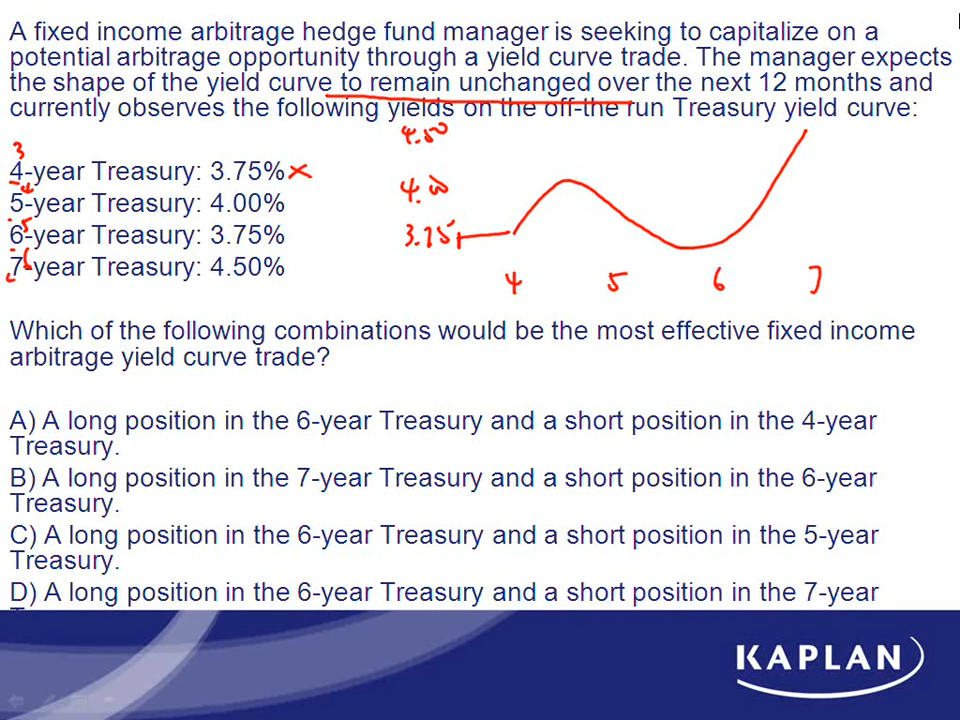 A fixed income arbitrage hedge fund manager is seeking to capitalize on a
potential arbitrage opportunity through a yield curve trade. The manager expects
the shape of the yield curve to remain unchanged over the next 12 months and
currently observes the following yields on the off-the run Treasury yield curve:
4.50
3
4-year Treasury: 3.75% x
4
4.00
5-year Treasury: 4.00%
5
6-year Treasury: 3.75%
3.75
6
7-year Treasury: 4.50%
4 5 6 7
Which of the following combinations would be the most effective fixed income
arbitrage yield curve trade?
A) A long position in the 6-year Treasury and a short position in the 4-year
Treasury.
B) A long position in the 7-year Treasury and a short position in the 6-year
Treasury.
C) A long position in the 6-year Treasury and a short position in the 5-year
Treasury.
D) A long position in the 6-year Treasury and a short position in the 7-year
KAPLAN